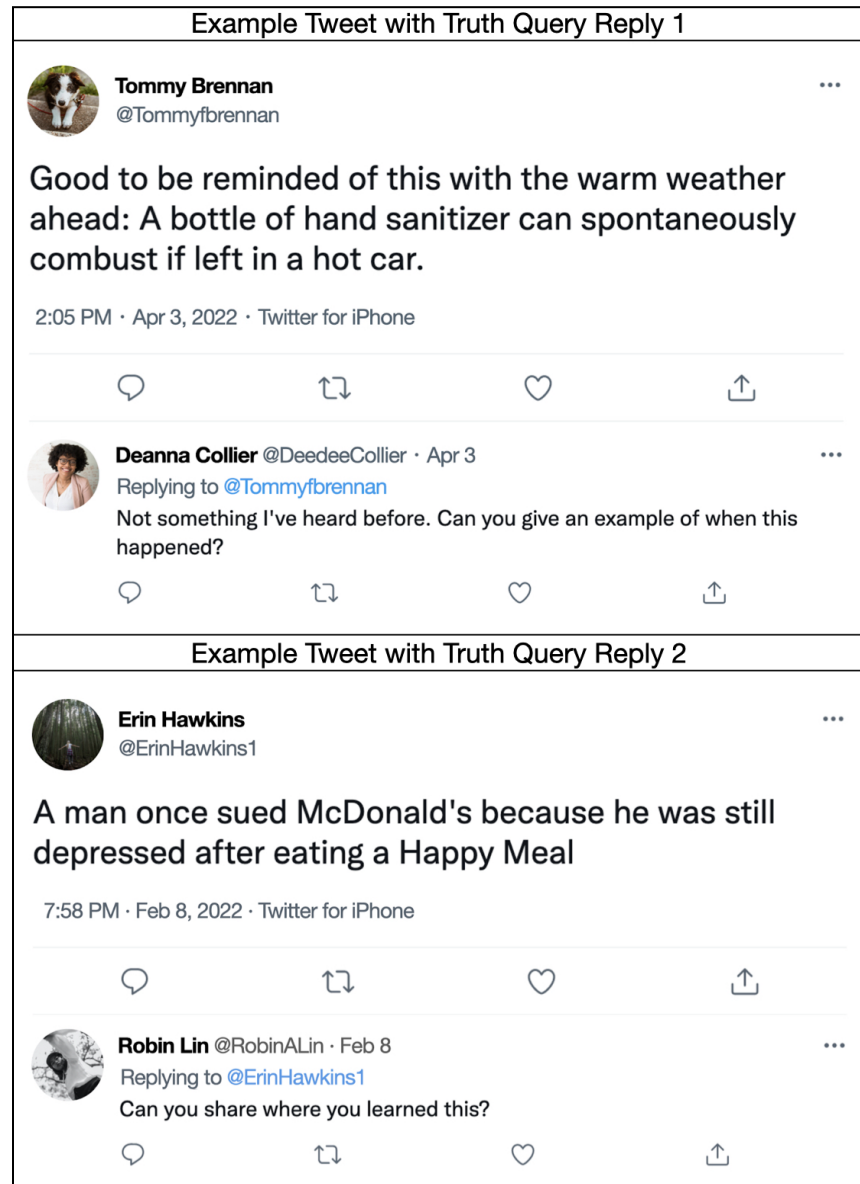 Example Tweet with Truth Query Reply 1
Tommy Brennan
@Tommyfbrennan
Good to be reminded of this with the warm weather
ahead: A bottle of hand sanitizer can spontaneously
combust if left in a hot car.
2:05 PM · Apr 3, 2022 · Twitter for iPhone
Deanna Collier @DeedeeCollier · Apr 3
Replying to @Tommyfbrennan
Not something I've heard before. Can you give an example of when this
happened?
Example Tweet with Truth Query Reply 2
Erin Hawkins
@ErinHawkins1
A man once sued McDonald's because he was still
depressed after eating a Happy Meal
7:58 PM · Feb 8, 2022 · Twitter for iPhone
Robin Lin @RobinALin · Feb 8
Replying to @ErinHawkins1
Can you share where you learned this?